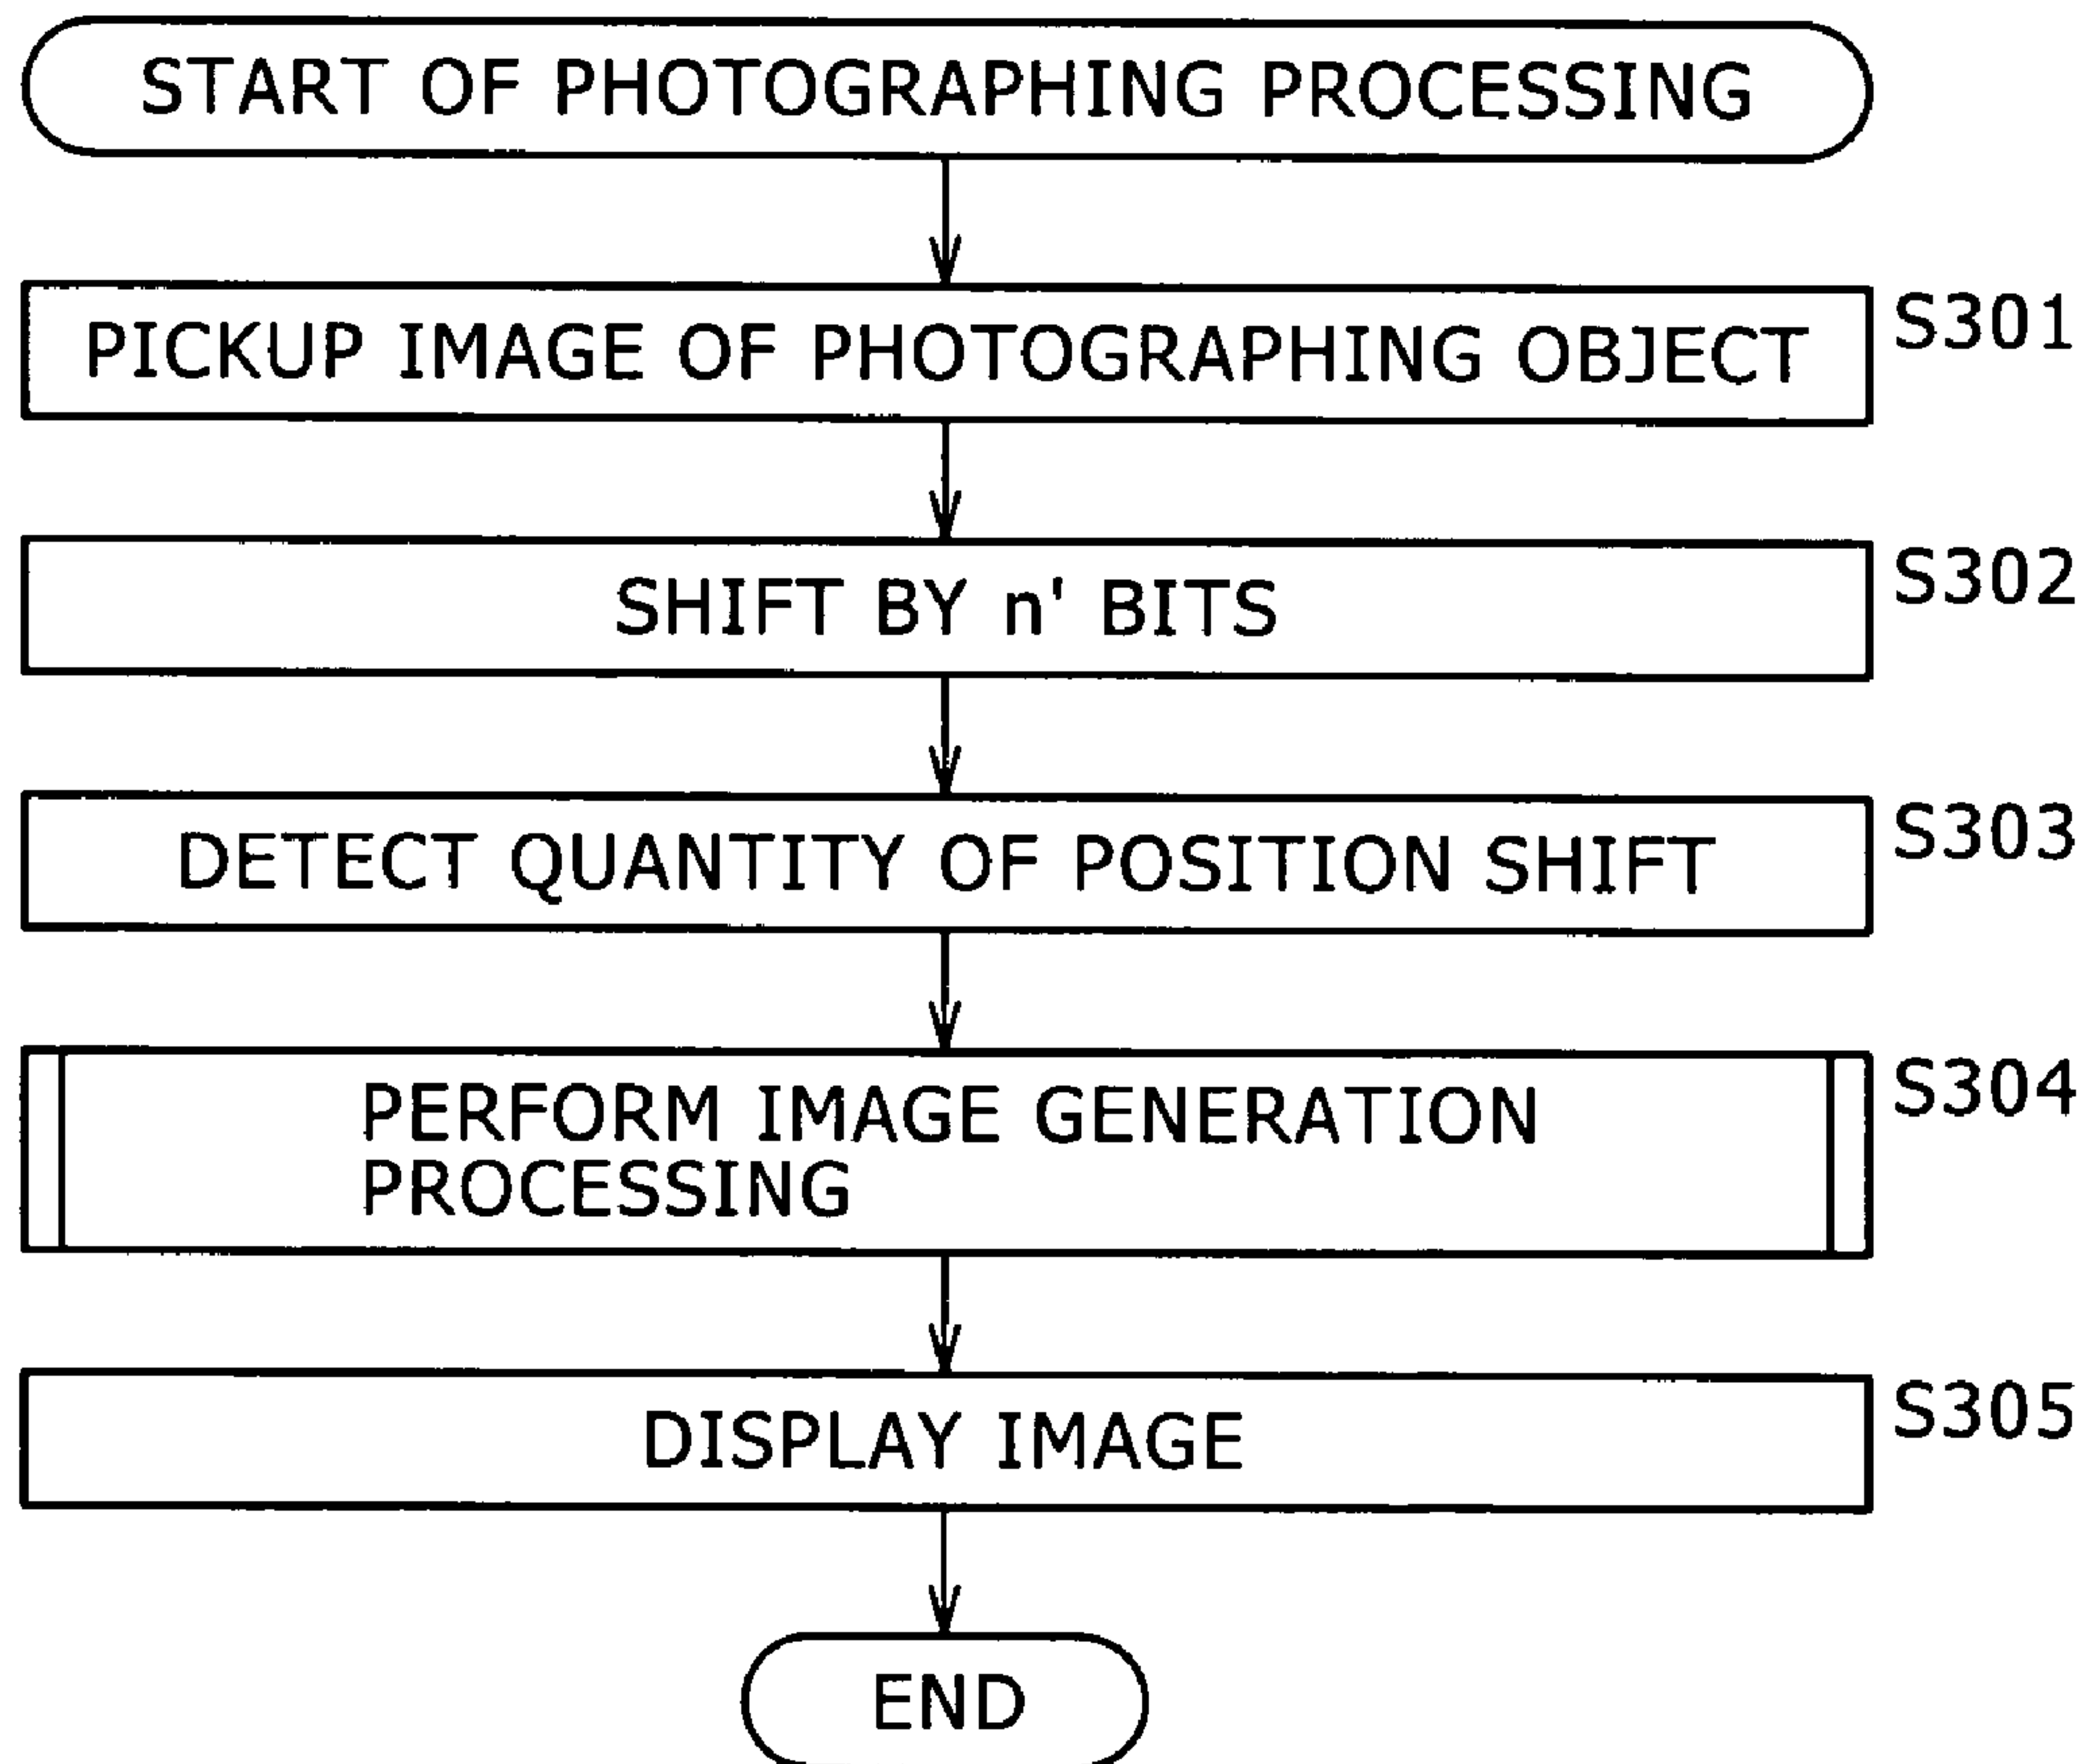 START OF PHOTOGRAPHING PROCESSING
PICKUP IMAGE OF PHOTOGRAPHING OBJECT
S301
SHIFT BY n' BITS
S302
DETECT QUANTITY OF POSITION SHIFT
S303
PERFORM IMAGE GENERATION
PROCESSING
S304
DISPLAY IMAGE
S305
END